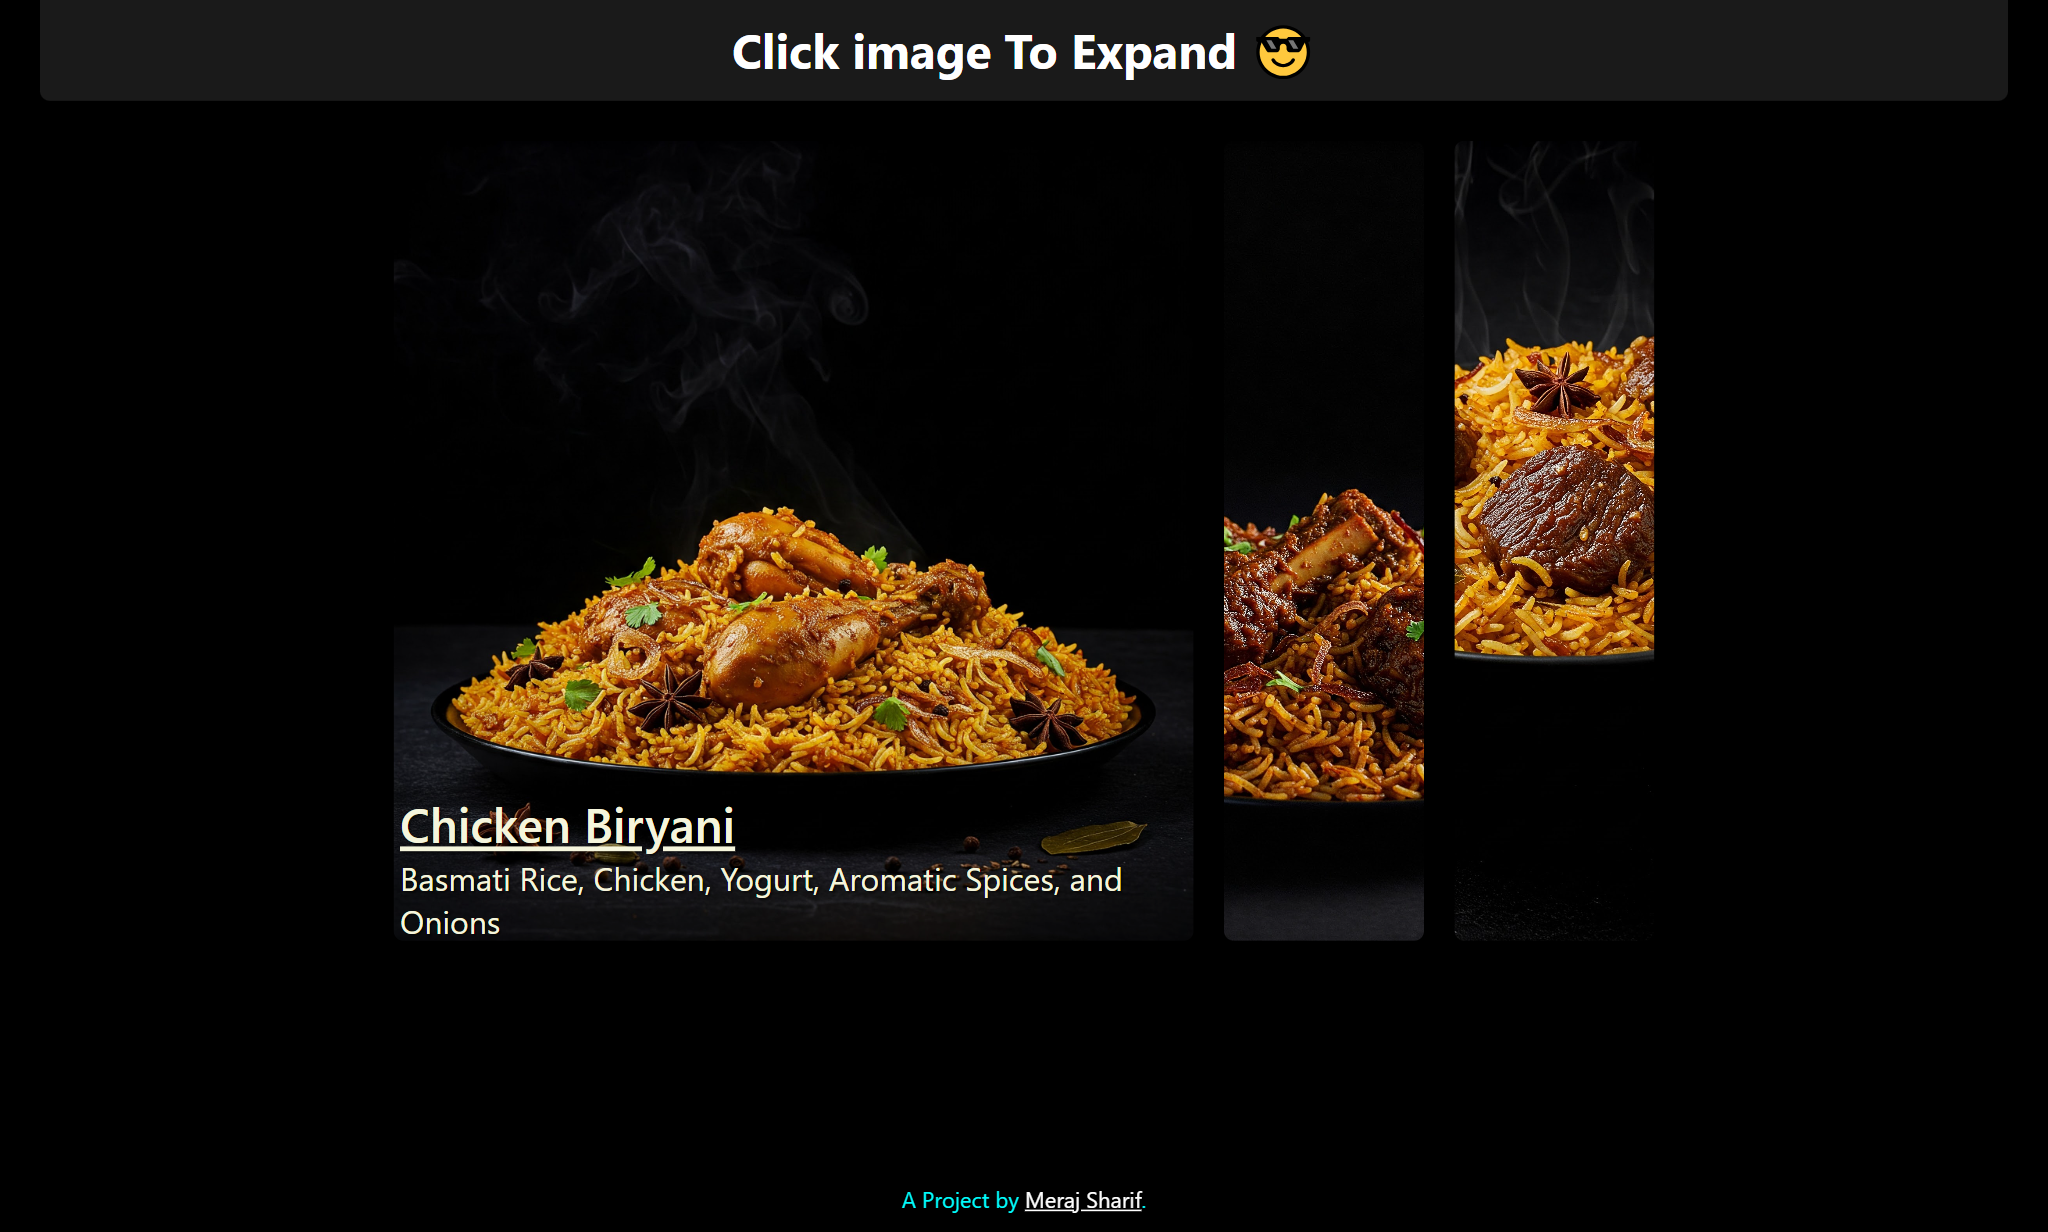 Click image To Expand 😎
Chicken Biryani
Basmati Rice, Chicken, Yogurt, Aromatic Spices, and
Onions
A Project by Meraj Sharif.